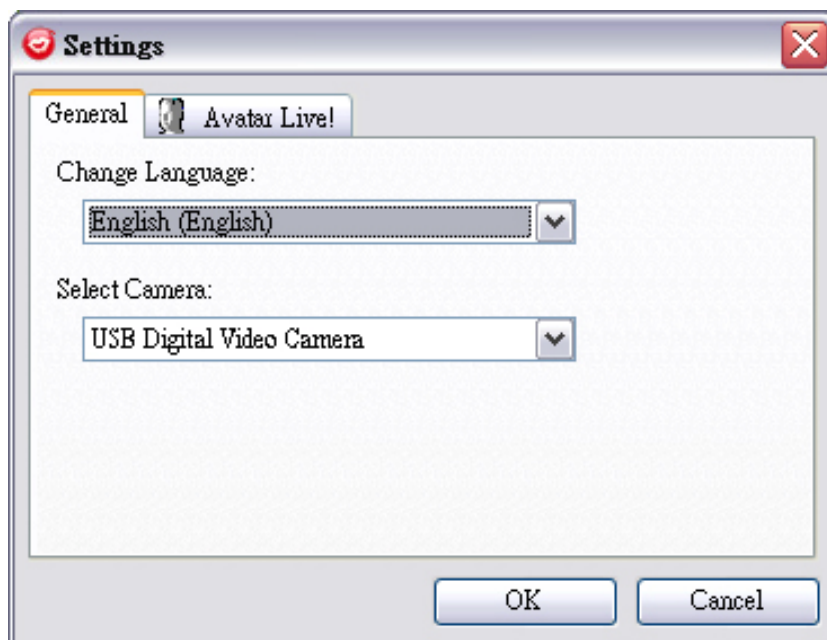 Settings
General
Avatar Live!
Change Language:
English (English)
Select Camera:
USB Digital Video Camera
OK
Cancel